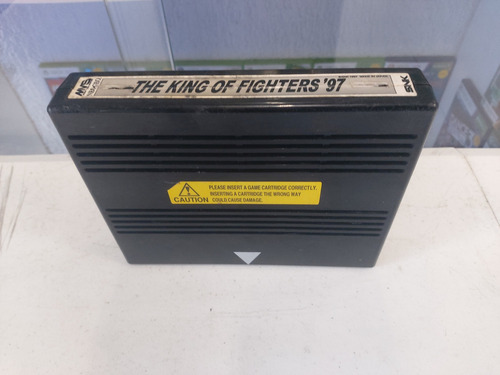 MVS
THE KING OF FIGHTERS '97
SNK
PLEASE INSERT A GAME CARTRIDGE CORRECTLY.
INSERTING A CARTRIDGE THE WRONG WAY
CAUTION COULD CAUSE DAMAGE.